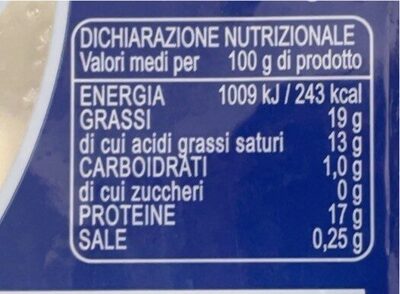 DICHIARAZIONE NUTRIZIONALE
Valori medi per 100 g di prodotto
ENERGIA 1009 kJ / 243 kcal
GRASSI 19 g
di cui acidi grassi saturi 13 g
CARBOIDRATI 1,0 g
di cui zuccheri 0 g
PROTEINE 17 g
SALE 0,25 g